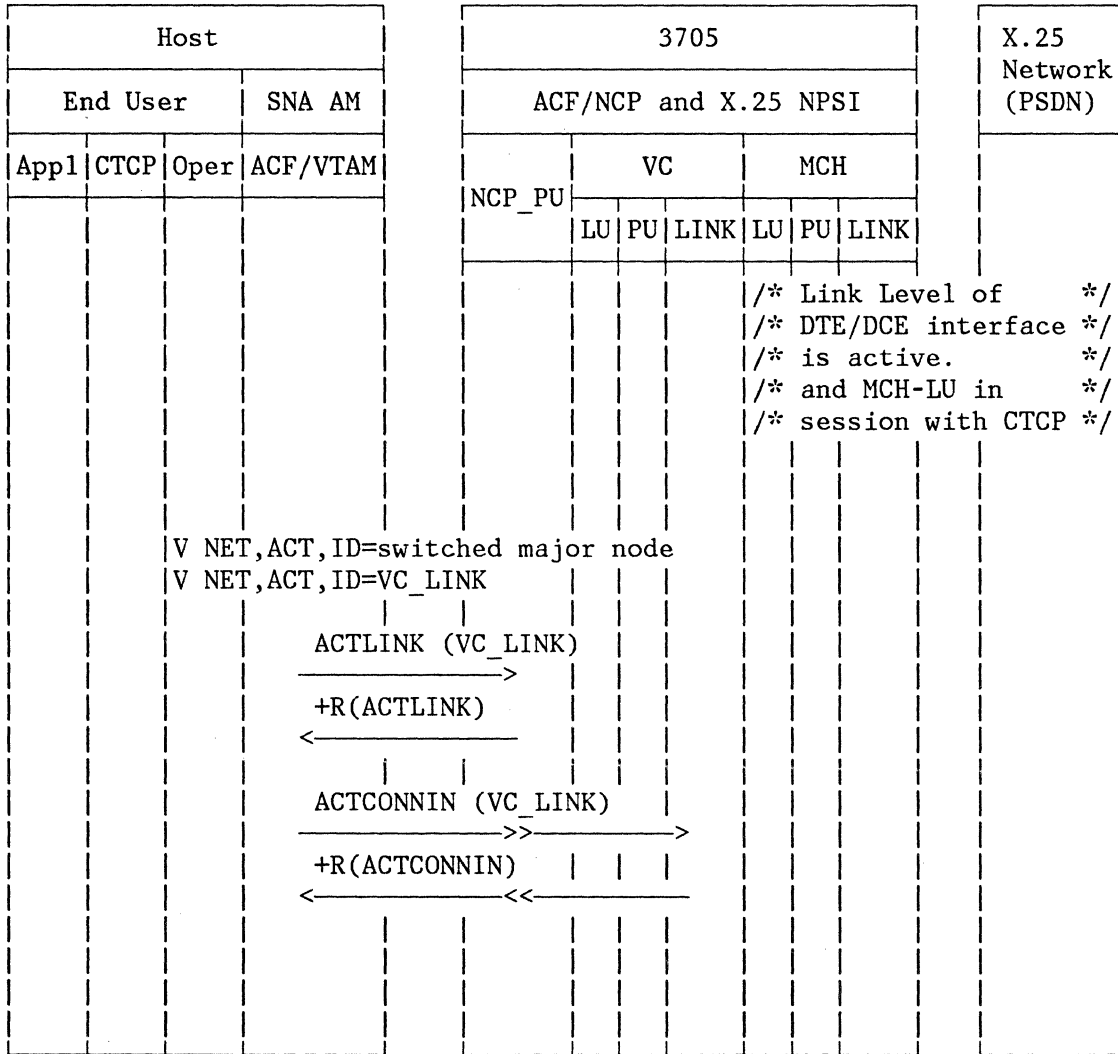 Host
3705
X.25
Network
(PSDN)
End User
SNA AM
ACF/NCP and X.25 NPSI
Appl
CTCP
Oper
ACF/VTAM
NCP_PU
VC
MCH
LU
PU
LINK
LU
PU
LINK
/* Link Level of */
/* DTE/DCE interface */
/* is active. */
/* and MCH-LU in */
/* session with CTCP */
V NET,ACT,ID=switched major node
V NET,ACT,ID=VC_LINK
ACTLINK (VC_LINK)
+R(ACTLINK)
ACTCONNIN (VC_LINK)
+R(ACTCONNIN)